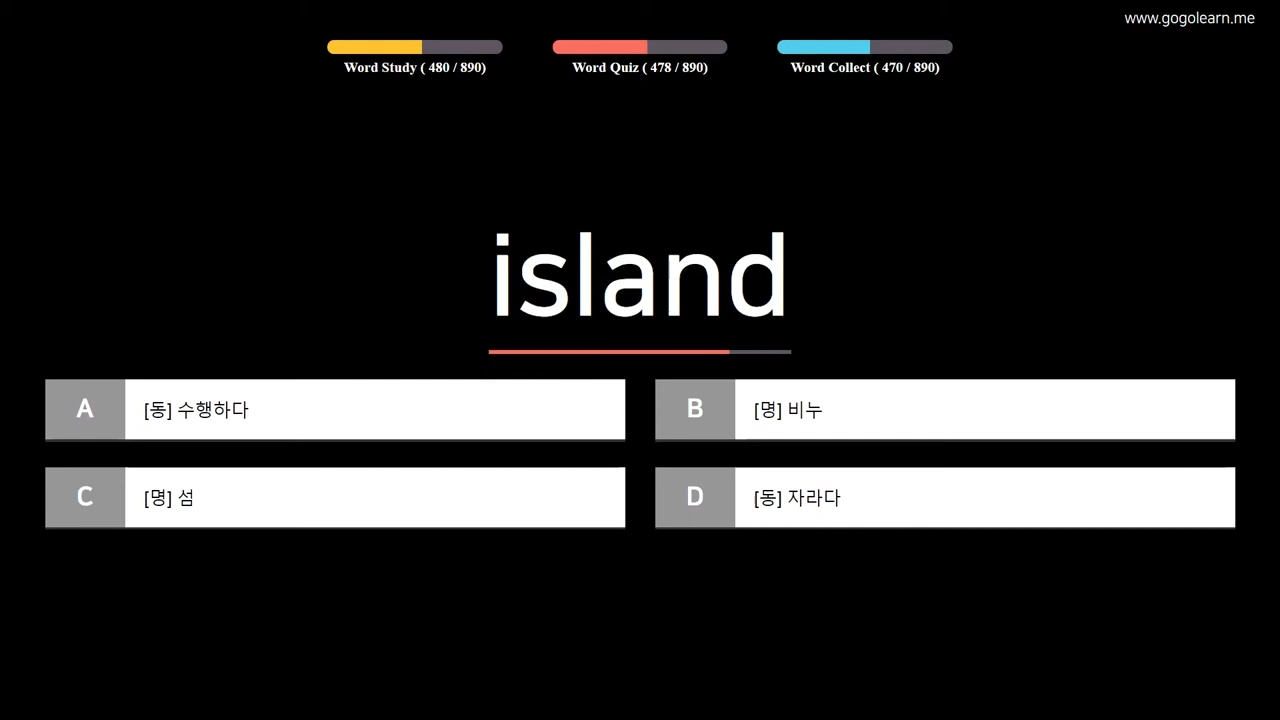 www.gogolearn.me
Word Study ( 480 / 890)
Word Quiz ( 478 / 890)
Word Collect ( 470 / 890)
island
A
[동] 수행하다
B
[명] 비누
C
[명] 섬
D
[동] 자라다